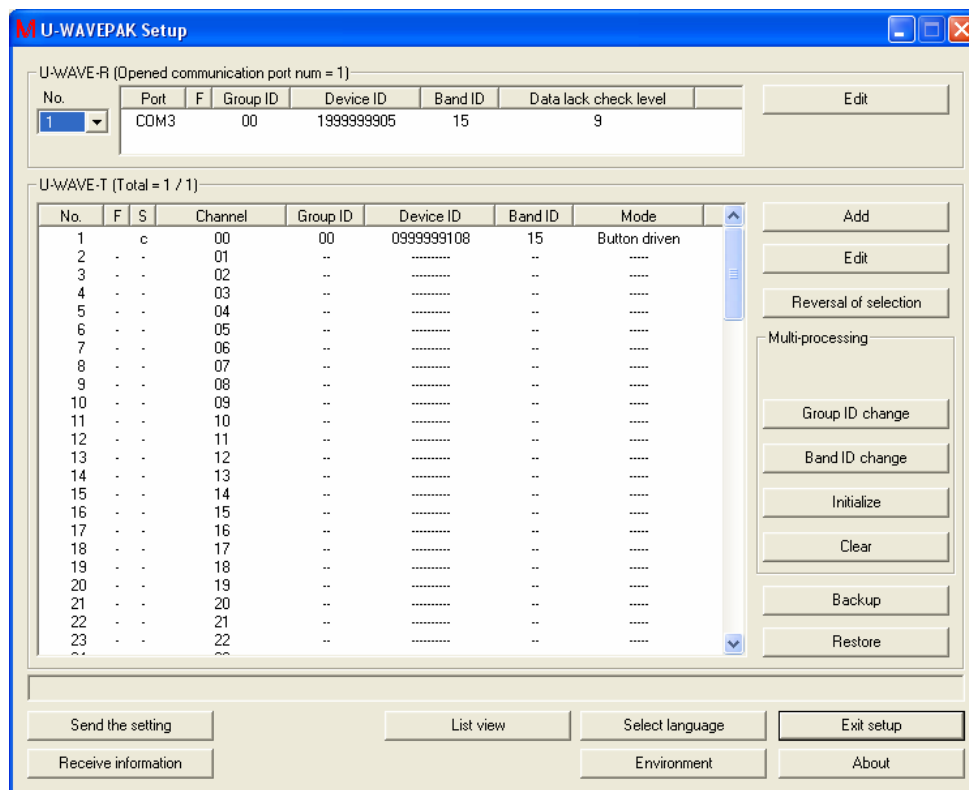 M U-WAVEPAK Setup
U-WAVE-R (Opened communication port num = 1)
No. Port F Group ID Device ID Band ID Data lack check level Edit
1 COM3 00 1999999905 15 9
U-WAVE-T (Total = 1 / 1)
No. F S Channel Group ID Device ID Band ID Mode Add
1 c 00 00 0999999108 15 Button driven
2 - - 01 -- ---------- -- ----- Edit
3 - - 02 -- ---------- -- -----
4 - - 03 -- ---------- -- -----
Reversal of selection
5 - - 04 -- ---------- -- -----
6 - - 05 -- ---------- -- -----
Multi-processing
7 - - 06 -- ---------- -- -----
8 - - 07 -- ---------- -- -----
9 - - 08 -- ---------- -- -----
10 - - 09 -- ---------- -- -----
Group ID change
11 - - 10 -- ---------- -- -----
12 - - 11 -- ---------- -- -----
13 - - 12 -- ---------- -- ----- Band ID change
14 - - 13 -- ---------- -- -----
15 - - 14 -- ---------- -- -----
Initialize
16 - - 15 -- ---------- -- -----
17 - - 16 -- ---------- -- -----
18 - - 17 -- ---------- -- ----- Clear
19 - - 18 -- ---------- -- -----
20 - - 19 -- ---------- -- -----
21 - - 20 -- ---------- -- ----- Backup
22 - - 21 -- ---------- -- -----
23 - - 22 -- ---------- -- ----- Restore
Send the setting List view Select language Exit setup
Receive information Environment About